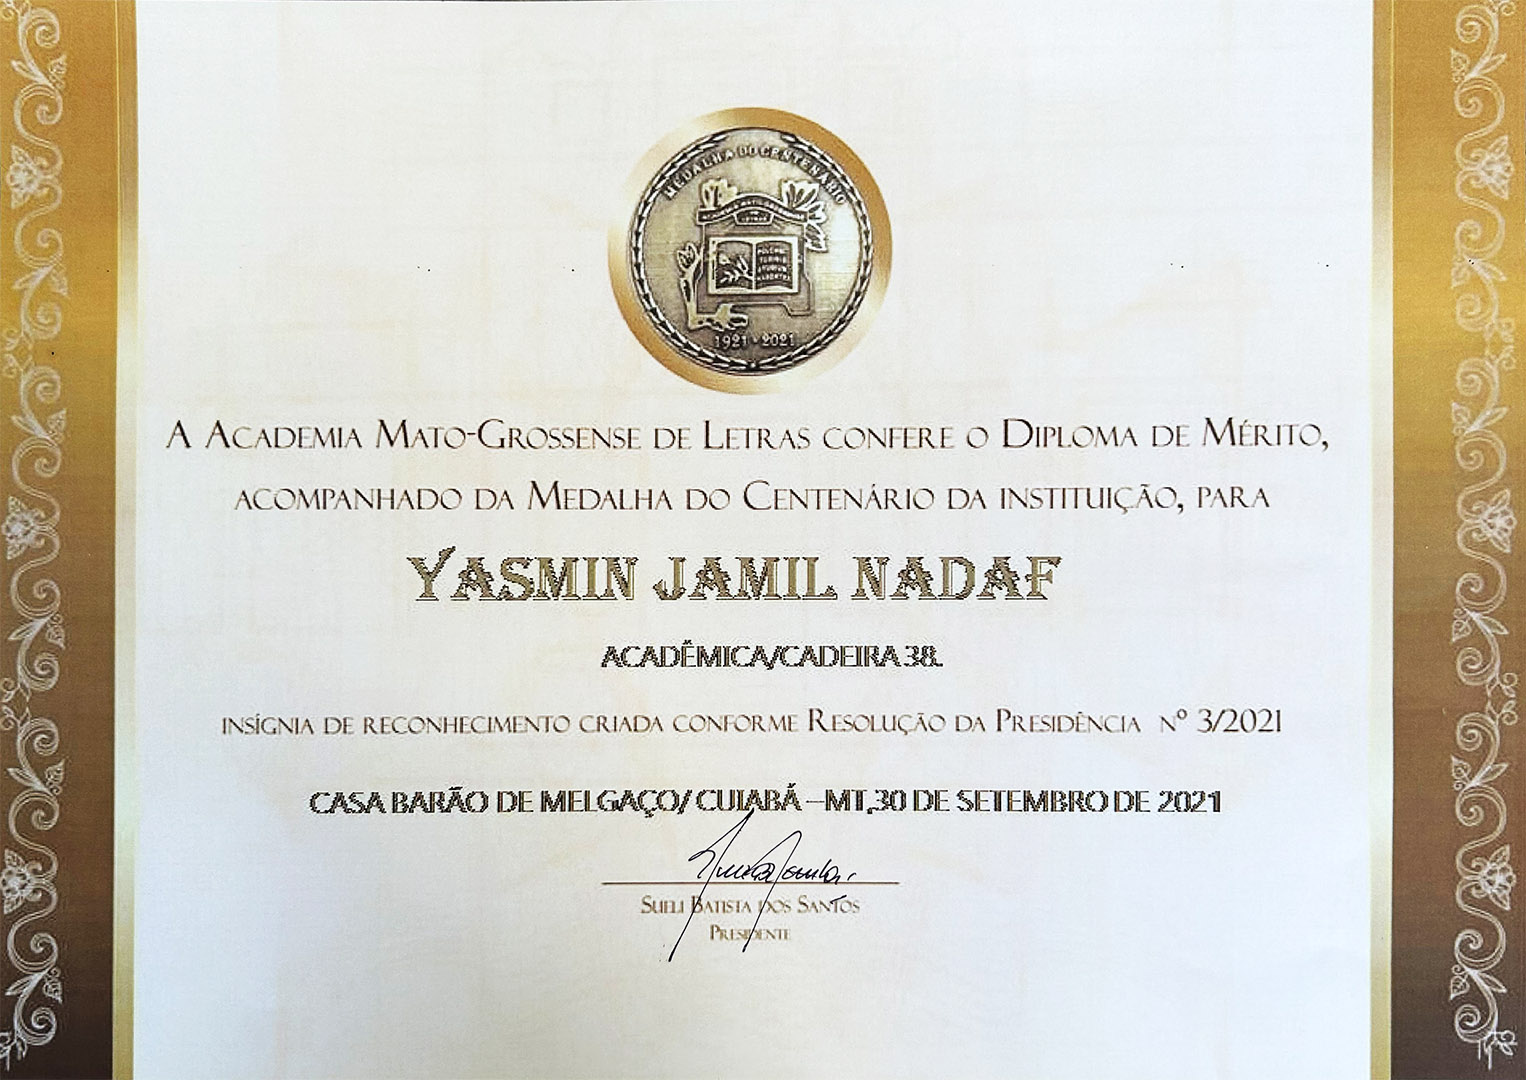 MEDALHA DO CENTENÁRIO
1921 - 2021
A Academia Mato-Grossense de Letras confere o Diploma de Mérito,
acompanhado da Medalha do Centenário da instituição, para
YASMIN JAMIL NADAF
ACADÊMICA/CADEIRA 38.
insígnia de reconhecimento criada conforme Resolução da Presidência nº 3/2021
CASA BARÃO DE MELGAÇO/ CUIABÁ –MT,30 DE SETEMBRO DE 2021
Sueli Batista dos Santos
Presidente